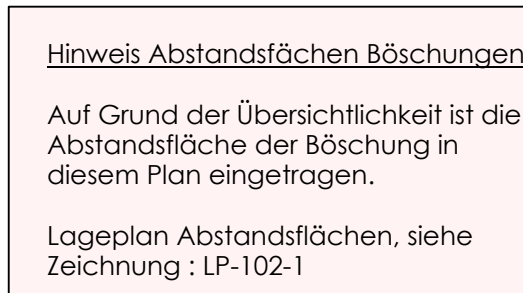 Hinweis Abstandsfächen Böschungen
Auf Grund der Übersichtlichkeit ist die
Abstandsfläche der Böschung in
diesem Plan eingetragen.
Lageplan Abstandsflächen, siehe
Zeichnung : LP-102-1